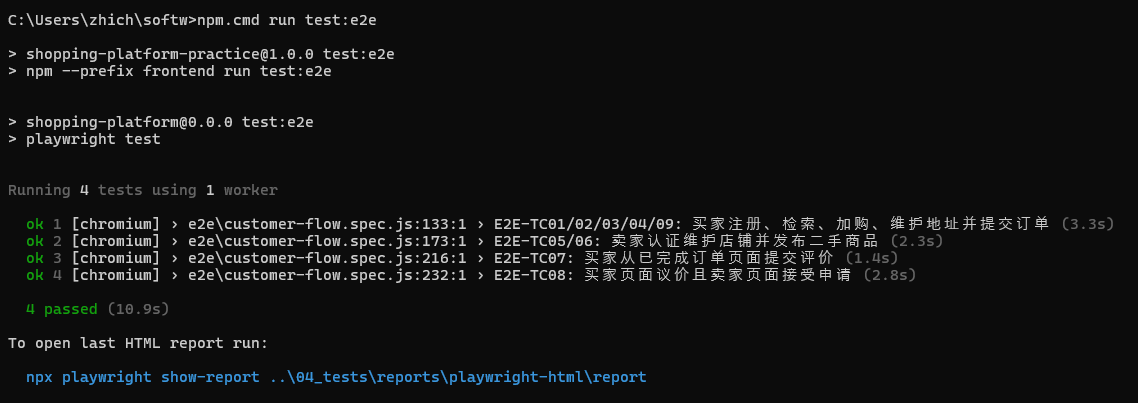 C:\Users\zhich\softw>npm.cmd run test:e2e
> shopping-platform-practice@1.0.0 test:e2e
> npm --prefix frontend run test:e2e
> shopping-platform@0.0.0 test:e2e
> playwright test
Running 4 tests using 1 worker
ok 1 [chromium] › e2e\customer-flow.spec.js:133:1 › E2E-TC01/02/03/04/09: 买家注册、检索、加购、维护地址并提交订单 (3.3s)
ok 2 [chromium] › e2e\customer-flow.spec.js:173:1 › E2E-TC05/06: 卖家认证维护店铺并发布二手商品 (2.3s)
ok 3 [chromium] › e2e\customer-flow.spec.js:216:1 › E2E-TC07: 买家从已完成订单页面提交评价 (1.4s)
ok 4 [chromium] › e2e\customer-flow.spec.js:232:1 › E2E-TC08: 买家页面议价且卖家页面接受申请 (2.8s)
4 passed (10.9s)
To open last HTML report run:
npx playwright show-report ..\04_tests\reports\playwright-html\report